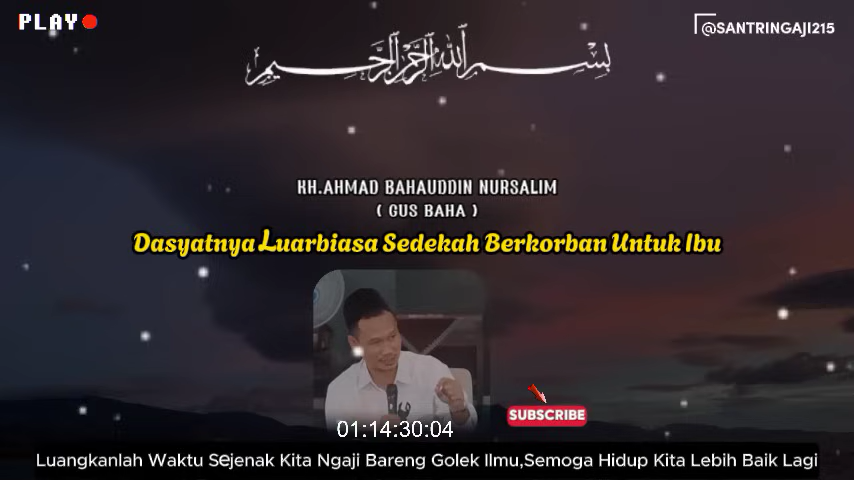 PLAY
@SANTRINGAJI215
بسم الله الرحمن الرحيم
KH.AHMAD BAHAUDDIN NURSALIM
( GUS BAHA )
Dasyatnya Luarbiasa Sedekah Berkorban Untuk Ibu
SUBSCRIBE
01:14:30:04
Luangkanlah Waktu Sejenak Kita Ngaji Bareng Golek Ilmu,Semoga Hidup Kita Lebih Baik Lagi